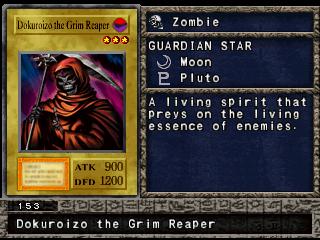 Dokuroizo the Grim Reaper
Zombie
GUARDIAN STAR
Moon
Pluto
A living spirit that
preys on the living
essence of enemies.
ATK 900
DFD 1200
153
Dokuroizo the Grim Reaper